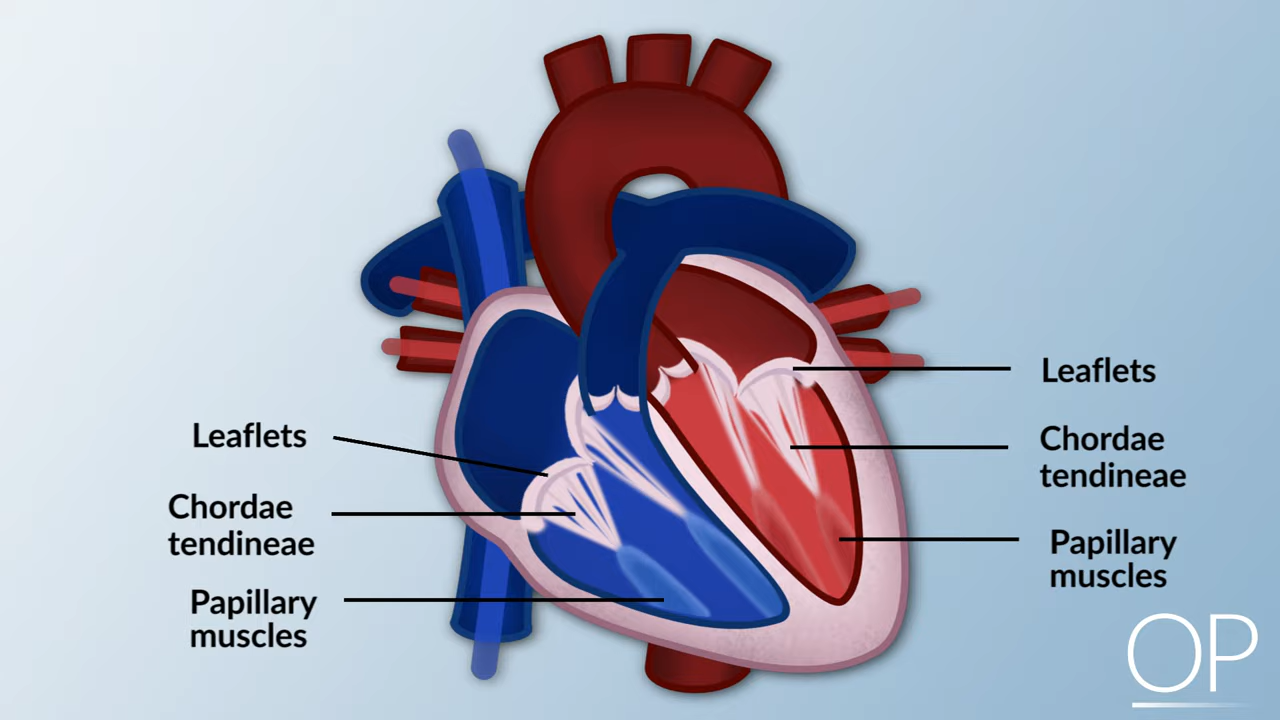 Leaflets
Chordae
tendineae
Papillary
muscles
Leaflets
Chordae
tendineae
Papillary
muscles
OP